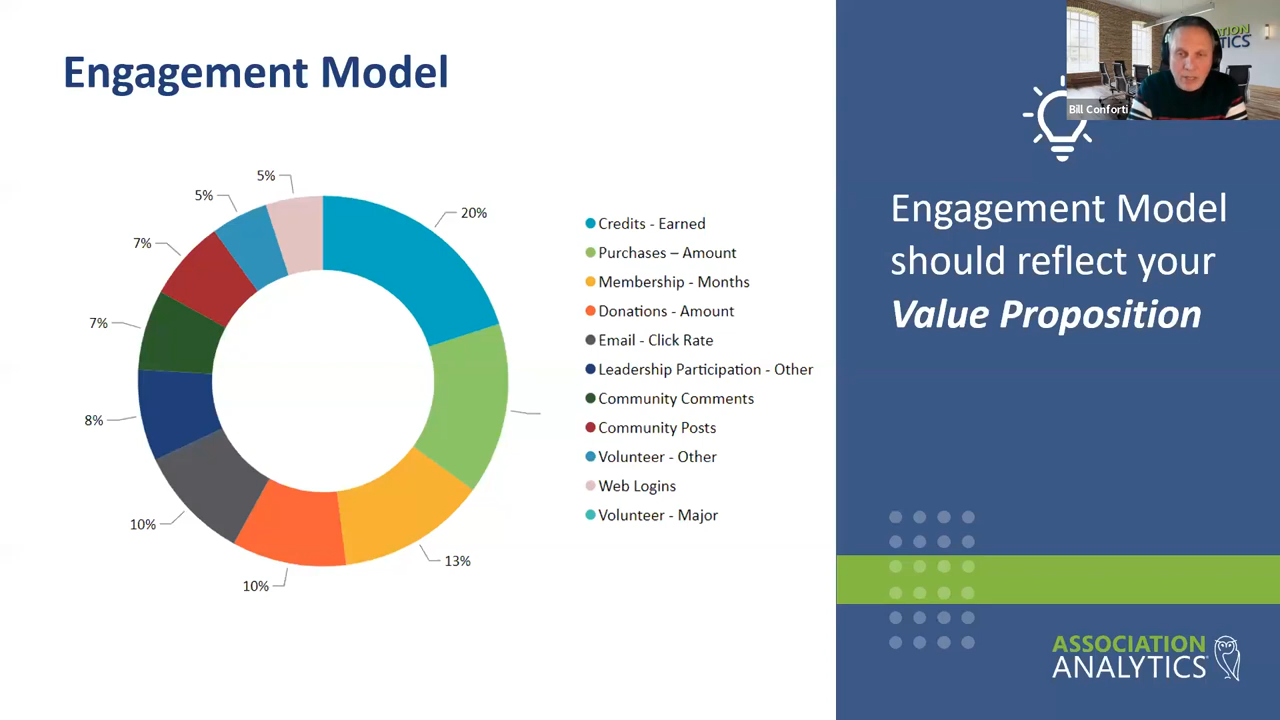 Engagement Model
5%
5%
20%
7%
7%
8%
10%
10%
13%
Credits - Earned
Purchases – Amount
Membership - Months
Donations - Amount
Email - Click Rate
Leadership Participation - Other
Community Comments
Community Posts
Volunteer - Other
Web Logins
Volunteer - Major
Bill Conforti
Engagement Model
should reflect your
Value Proposition
ASSOCIATION
ANALYTICS